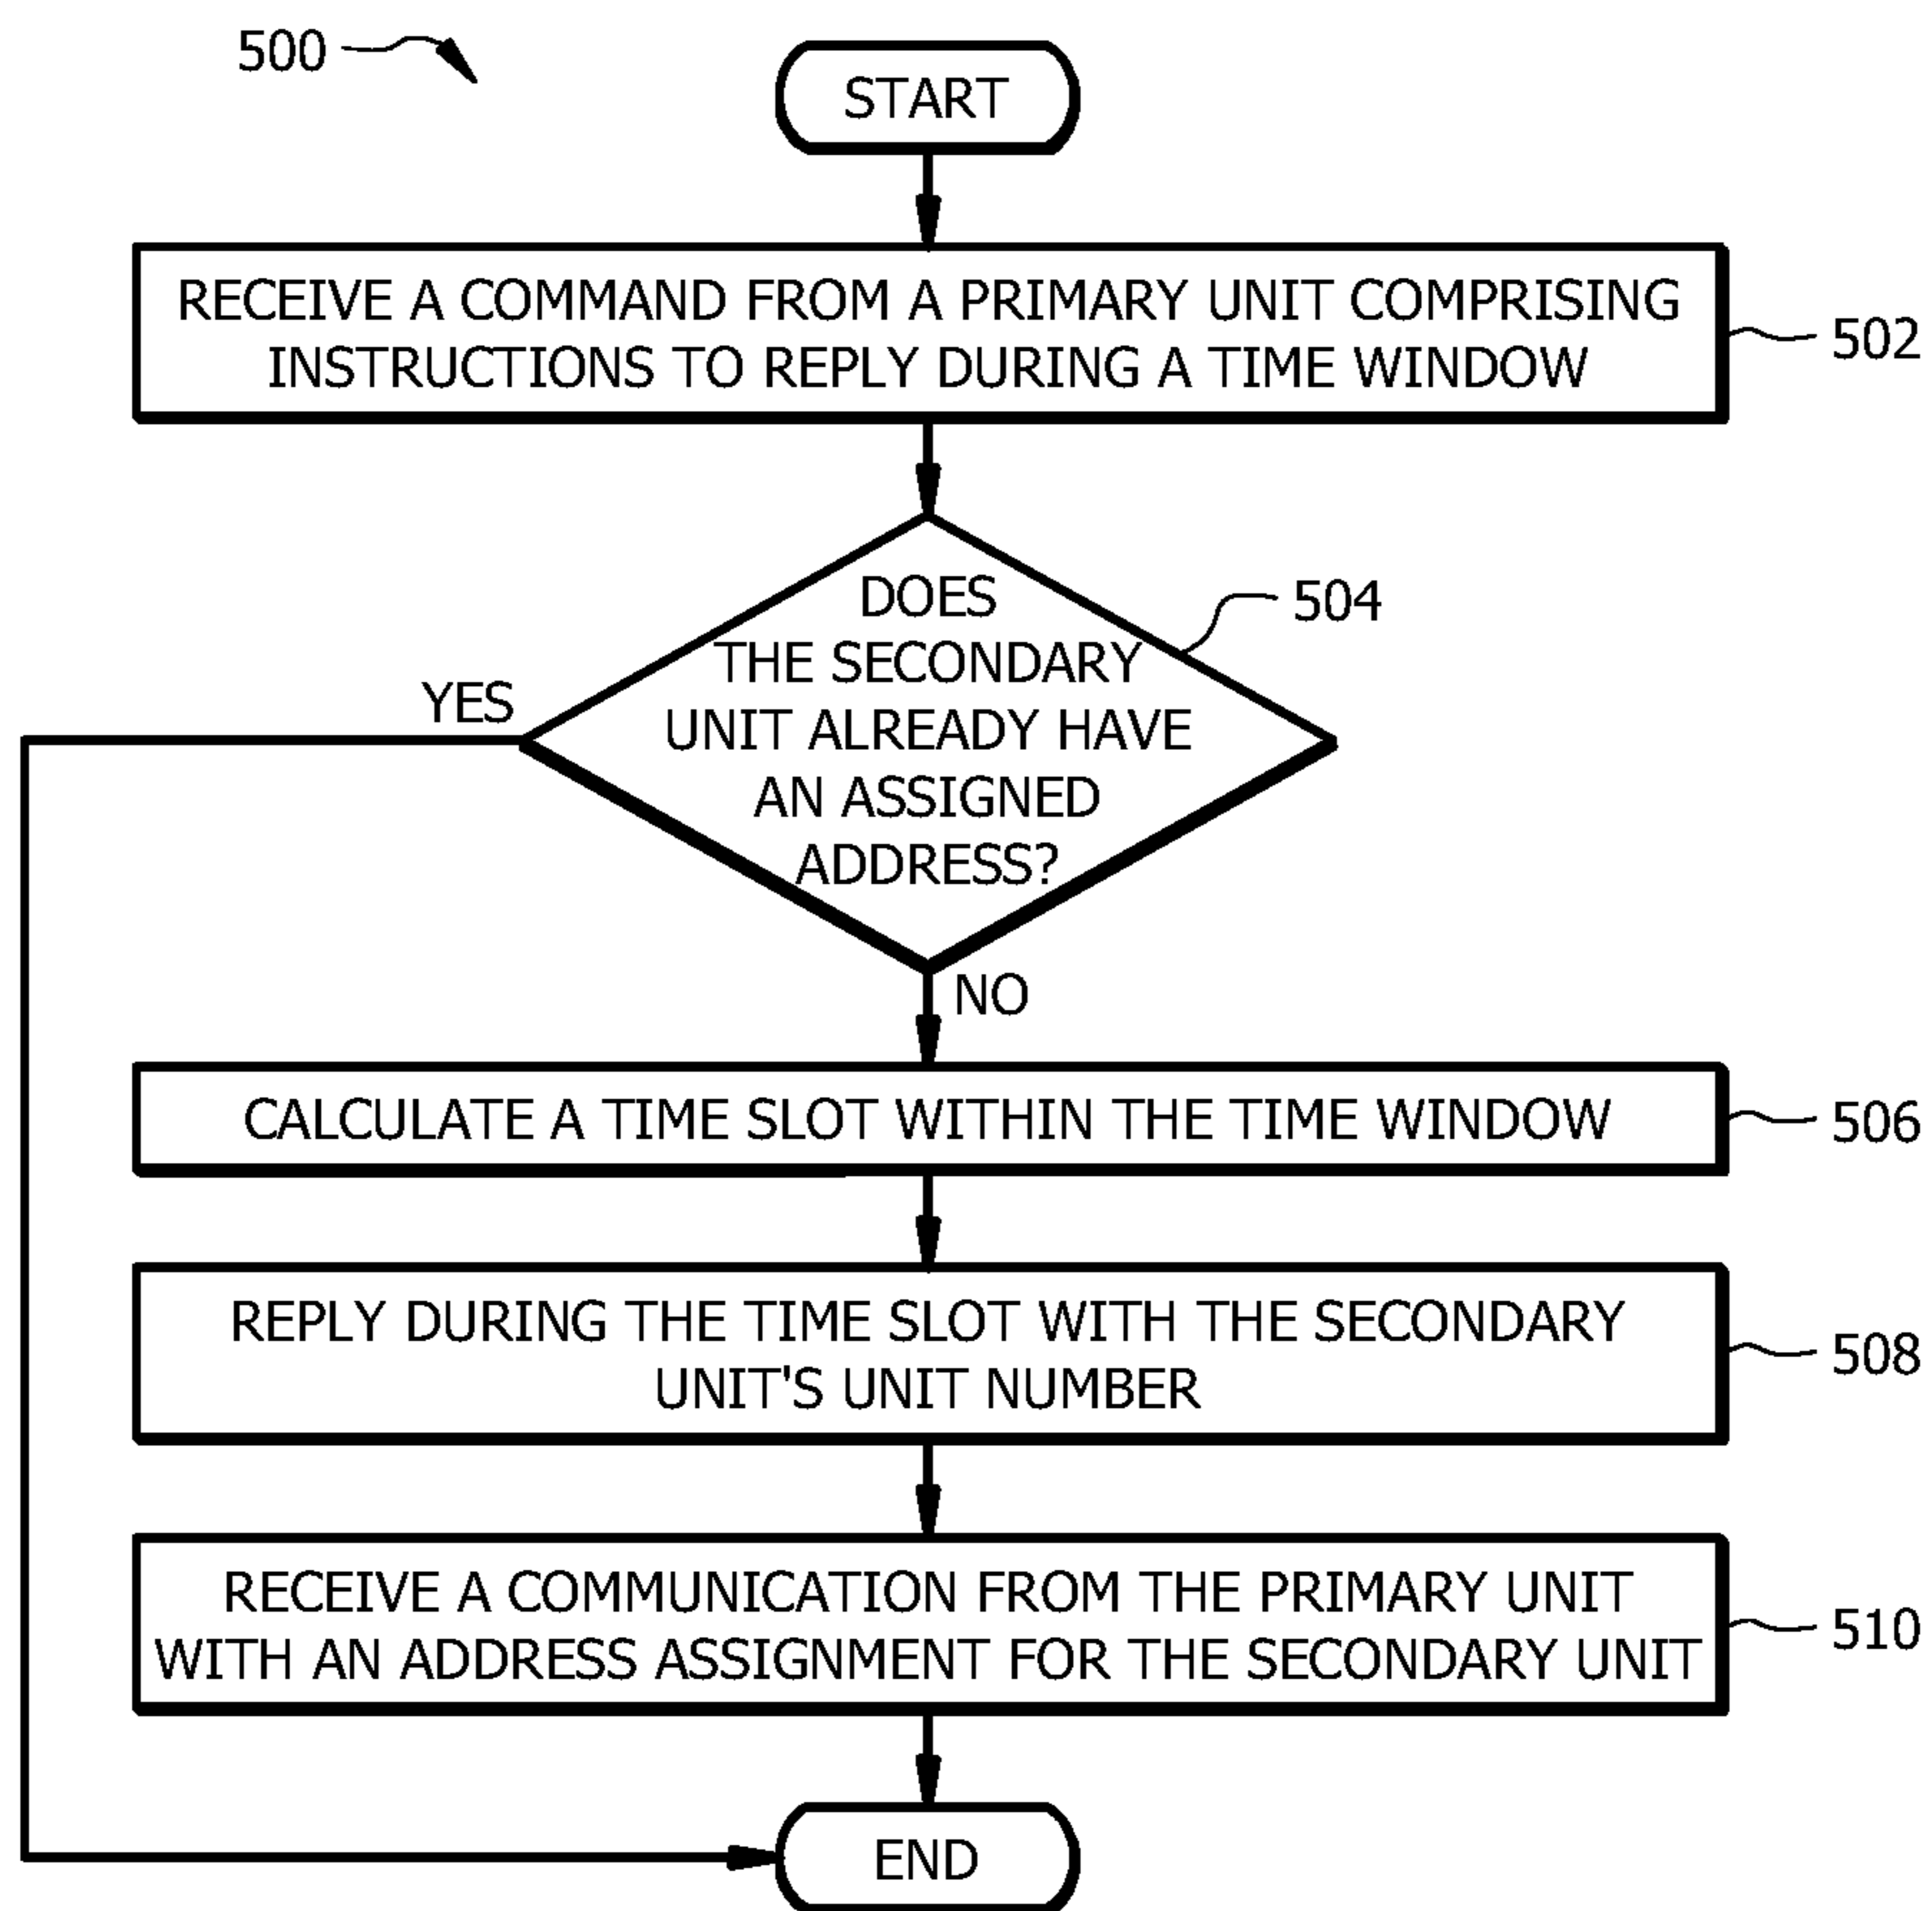 500
START
RECEIVE A COMMAND FROM A PRIMARY UNIT COMPRISING
INSTRUCTIONS TO REPLY DURING A TIME WINDOW
502
DOES
THE SECONDARY
UNIT ALREADY HAVE
AN ASSIGNED
ADDRESS?
504
YES
NO
CALCULATE A TIME SLOT WITHIN THE TIME WINDOW
506
REPLY DURING THE TIME SLOT WITH THE SECONDARY
UNIT'S UNIT NUMBER
508
RECEIVE A COMMUNICATION FROM THE PRIMARY UNIT
WITH AN ADDRESS ASSIGNMENT FOR THE SECONDARY UNIT
510
END